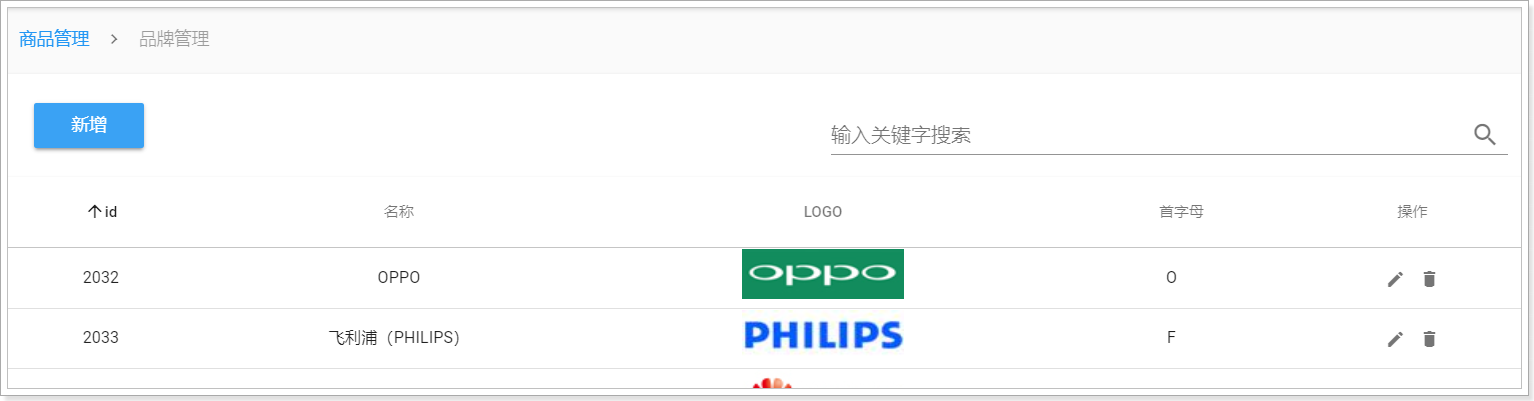 商品管理 > 品牌管理
新增
输入关键字搜索
id 名称 LOGO 首字母 操作
2032 OPPO oppo O
2033 飞利浦（PHILIPS） PHILIPS F